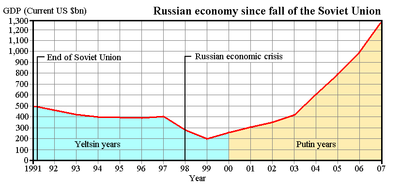 GDP (Current US $bn) Russian economy since fall of the Soviet Union
1,300
1,200
1,100
1,000
900
800
700
600
500
400
300
200
100
0
End of Soviet Union
Russian economic crisis
Yeltsin years
Putin years
1991 92 93 94 95 96 97 98 99 00 01 02 03 04 05 06 07
Year